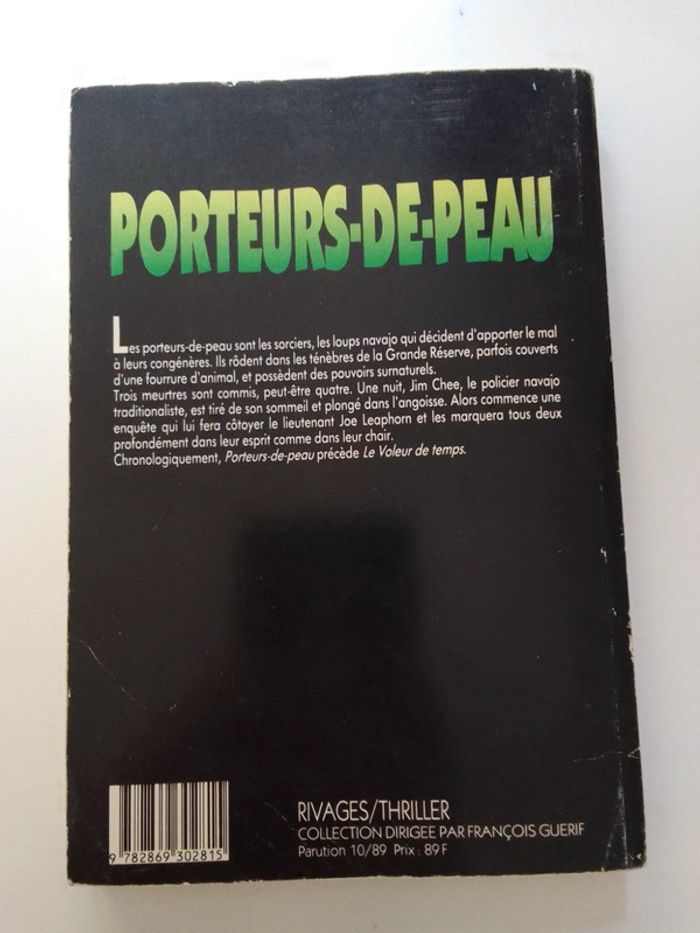 PORTEURS-DE-PEAU
Les porteurs-de-peau sont les sorciers, les loups navajo qui décident d'apporter le mal
à leurs congénères. Ils rôdent dans les ténèbres de la Grande Réserve, parfois couverts
d'une fourrure d'animal, et possèdent des pouvoirs surnaturels.
Trois meurtres sont commis, peut-être quatre. Une nuit, Jim Chee, le policier navajo
traditionaliste, est tiré de son sommeil et plongé dans l'angoisse. Alors commence une
enquête qui lui fera côtoyer le lieutenant Joe Leaphorn et les marquera tous deux
profondément dans leur esprit comme dans leur chair.
Chronologiquement, Porteurs-de-peau précède Le Voleur de temps.
RIVAGES/THRILLER
COLLECTION DIRIGEE PAR FRANÇOIS GUERIF
Parution 10/89 Prix : 89 F
9 782869 302815